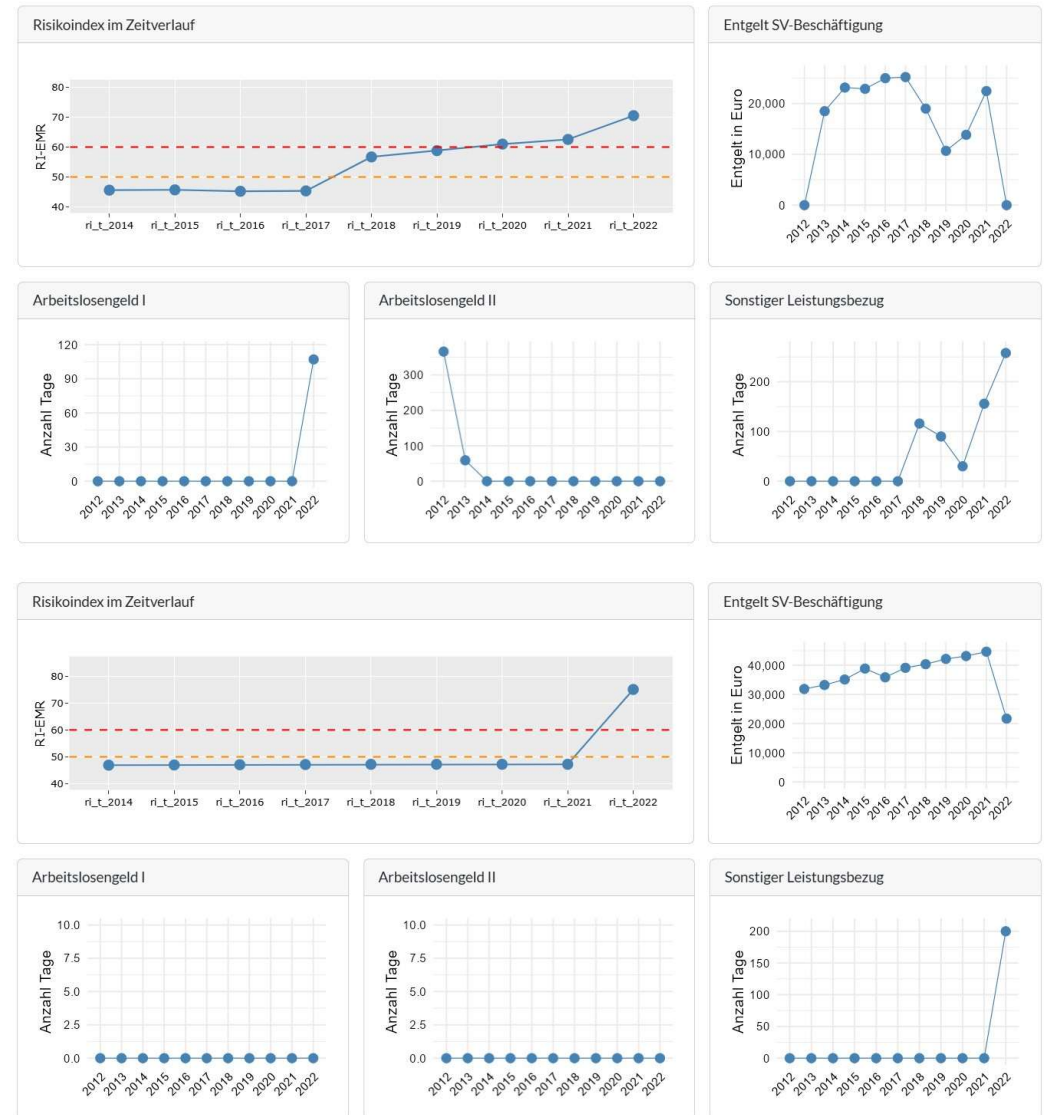 Risikoindex im Zeitverlauf
RI-EMR
80
70
60
50
40
ri_t_2014 ri_t_2015 ri_t_2016 ri_t_2017 ri_t_2018 ri_t_2019 ri_t_2020 ri_t_2021 ri_t_2022
Entgelt SV-Beschäftigung
Entgelt in Euro
20,000
10,000
0
2012 2013 2014 2015 2016 2017 2018 2019 2020 2021 2022
Arbeitslosengeld I
Anzahl Tage
120
90
60
30
0
2012 2013 2014 2015 2016 2017 2018 2019 2020 2021 2022
Arbeitslosengeld II
Anzahl Tage
300
200
100
0
2012 2013 2014 2015 2016 2017 2018 2019 2020 2021 2022
Sonstiger Leistungsbezug
Anzahl Tage
200
100
0
2012 2013 2014 2015 2016 2017 2018 2019 2020 2021 2022
Risikoindex im Zeitverlauf
RI-EMR
80
70
60
50
40
ri_t_2014 ri_t_2015 ri_t_2016 ri_t_2017 ri_t_2018 ri_t_2019 ri_t_2020 ri_t_2021 ri_t_2022
Entgelt SV-Beschäftigung
Entgelt in Euro
40,000
30,000
20,000
10,000
0
2012 2013 2014 2015 2016 2017 2018 2019 2020 2021 2022
Arbeitslosengeld I
Anzahl Tage
10.0
7.5
5.0
2.5
0.0
2012 2013 2014 2015 2016 2017 2018 2019 2020 2021 2022
Arbeitslosengeld II
Anzahl Tage
10.0
7.5
5.0
2.5
0.0
2012 2013 2014 2015 2016 2017 2018 2019 2020 2021 2022
Sonstiger Leistungsbezug
Anzahl Tage
200
150
100
50
0
2012 2013 2014 2015 2016 2017 2018 2019 2020 2021 2022